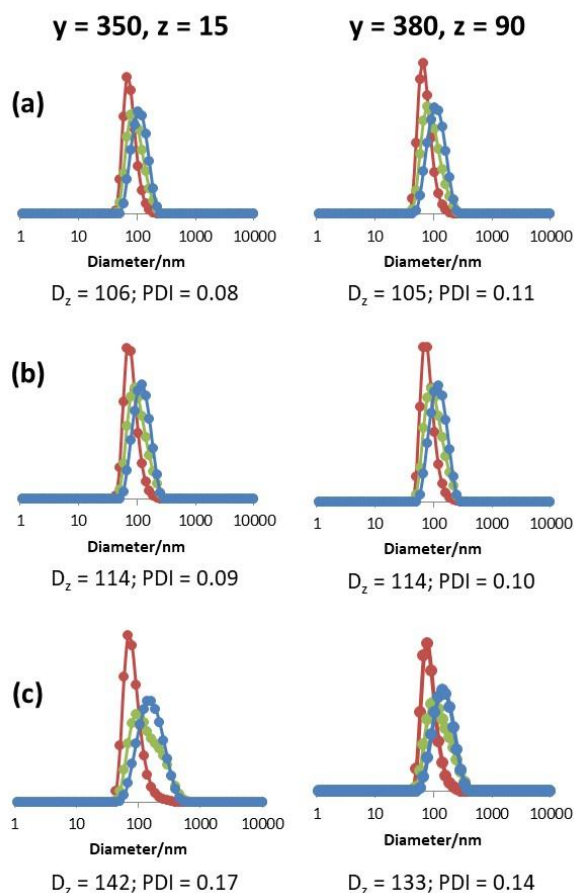 y = 350, z = 15
y = 380, z = 90
(a)
1 10 100 1000 10000
Diameter/nm
D_z = 106; PDI = 0.08
1 10 100 1000 10000
Diameter/nm
D_z = 105; PDI = 0.11
(b)
1 10 100 1000 10000
Diameter/nm
D_z = 114; PDI = 0.09
1 10 100 1000 10000
Diameter/nm
D_z = 114; PDI = 0.10
(c)
1 10 100 1000 10000
Diameter/nm
D_z = 142; PDI = 0.17
1 10 100 1000 10000
Diameter/nm
D_z = 133; PDI = 0.14